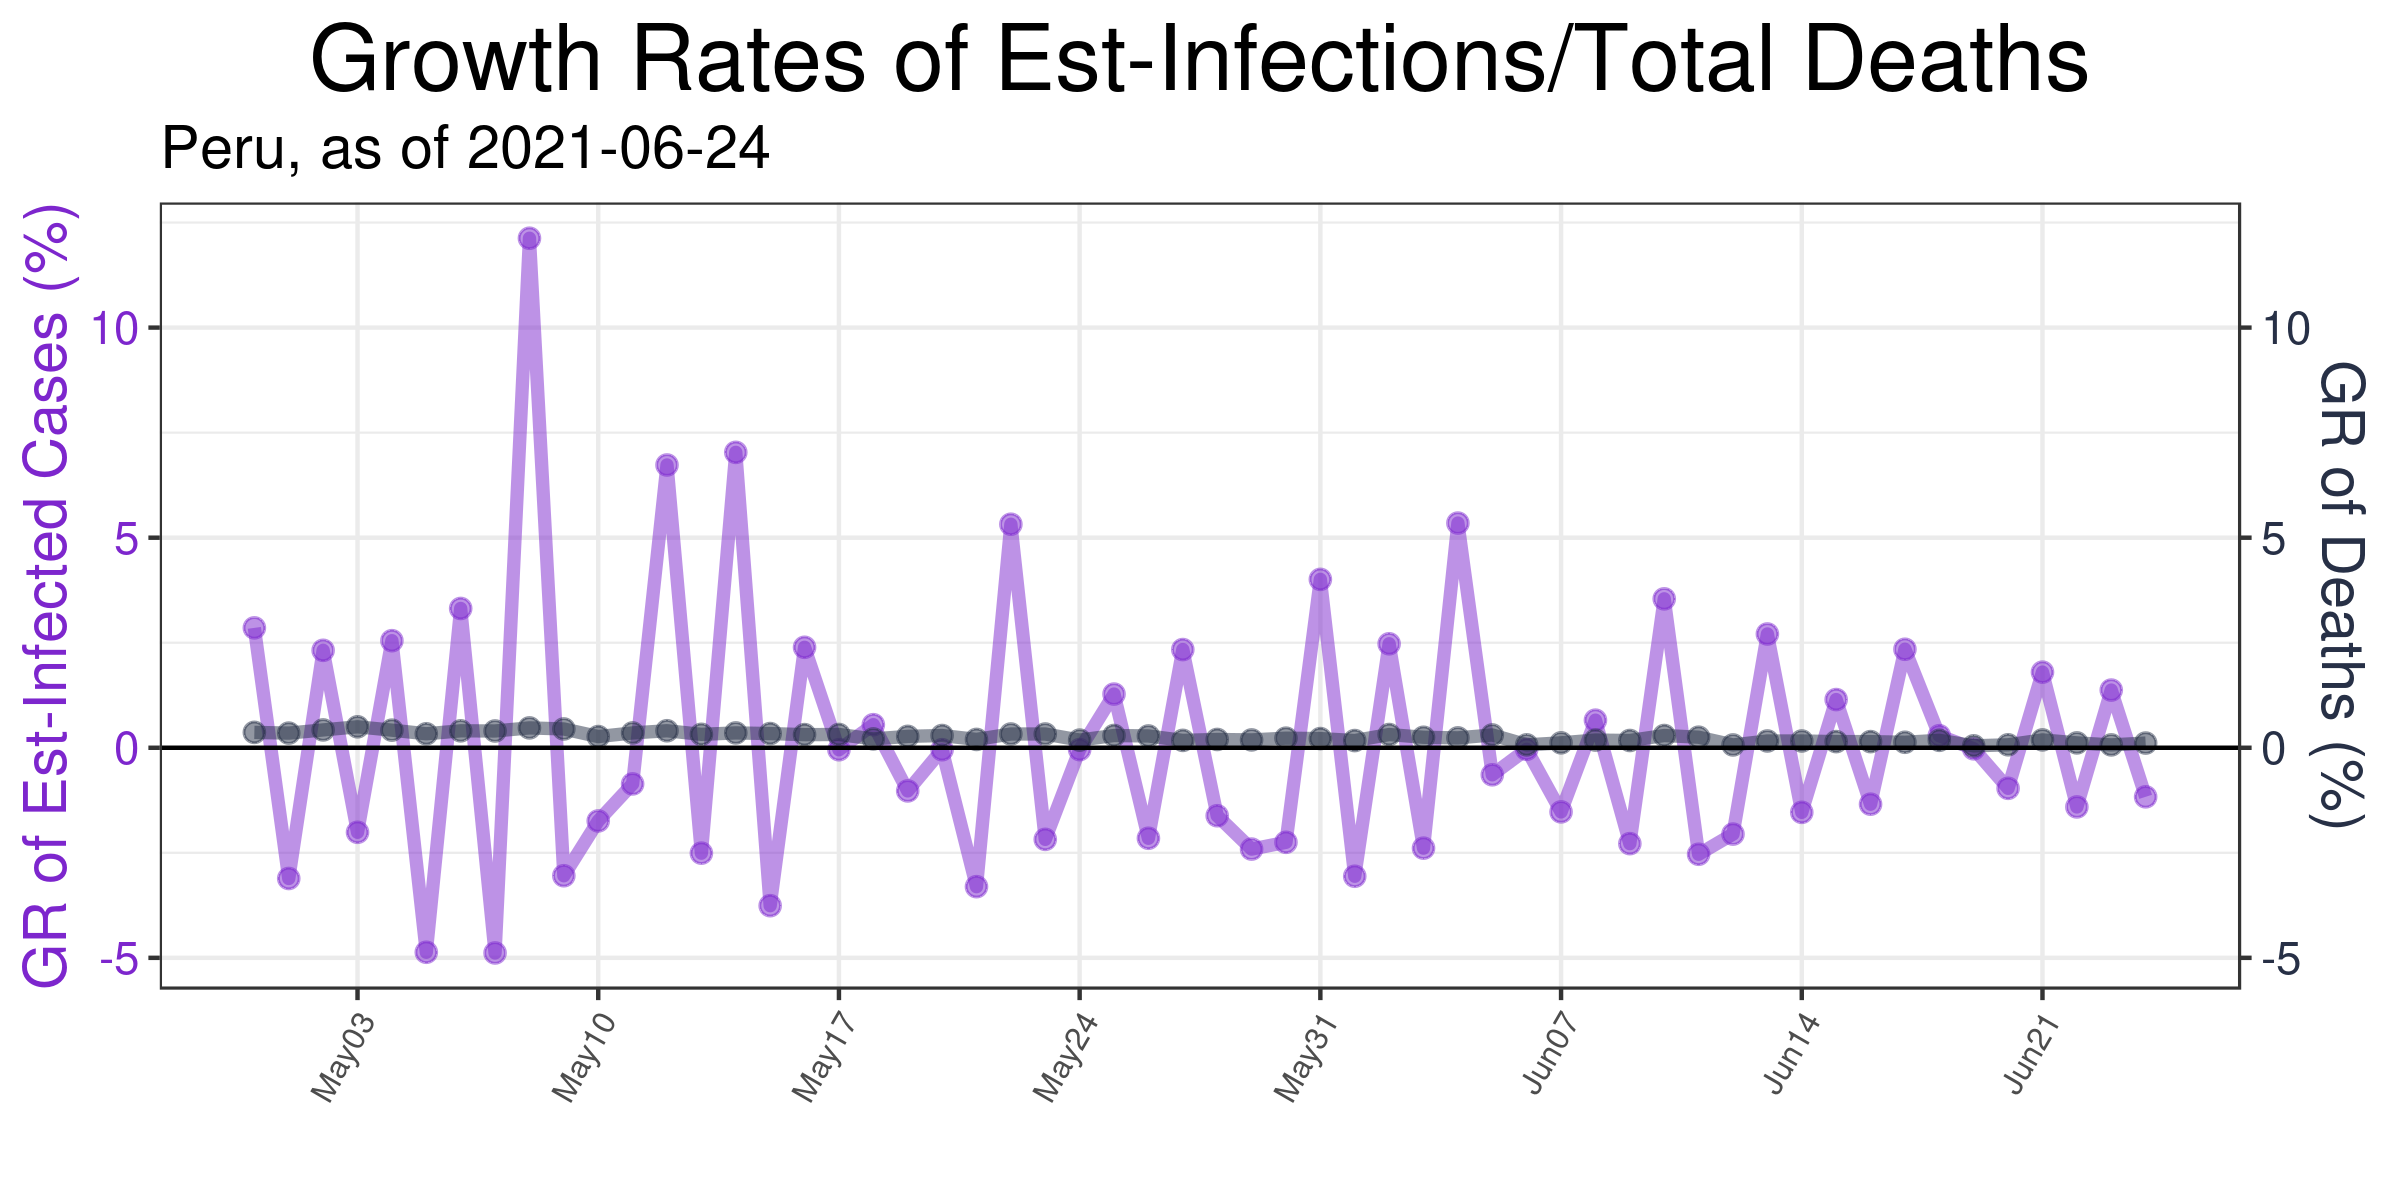 Growth Rates of Est-Infections/Total Deaths
Peru, as of 2021-06-24
GR of Est-Infected Cases (%)
10
5
0
-5
10
5
0
-5
GR of Deaths (%)
May03
May10
May17
May24
May31
Jun07
Jun14
Jun21